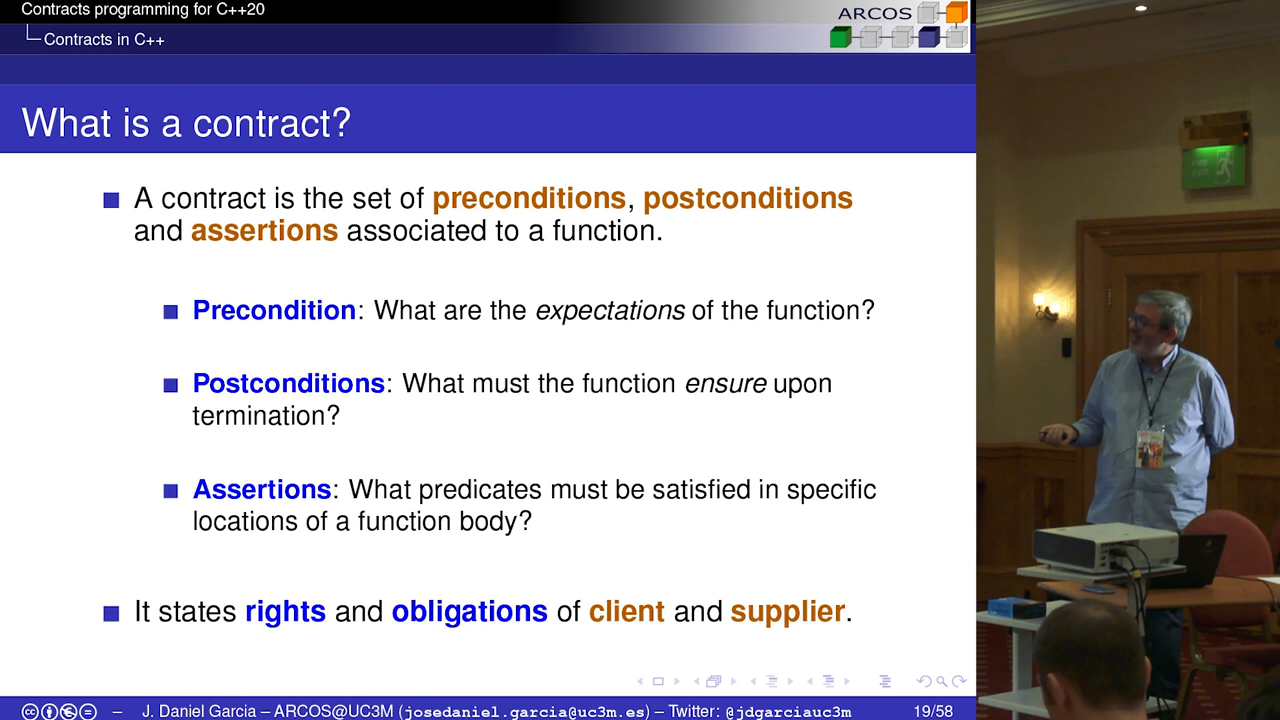 Contracts programming for C++20
Contracts in C++
ARCOS
What is a contract?
A contract is the set of preconditions, postconditions
and assertions associated to a function.
Precondition: What are the expectations of the function?
Postconditions: What must the function ensure upon
termination?
Assertions: What predicates must be satisfied in specific
locations of a function body?
It states rights and obligations of client and supplier.
cc – J. Daniel Garcia – ARCOS@UC3M (josedaniel.garcia@uc3m.es) – Twitter: @jdgarciauc3m 19/58
FIRE
EXIT